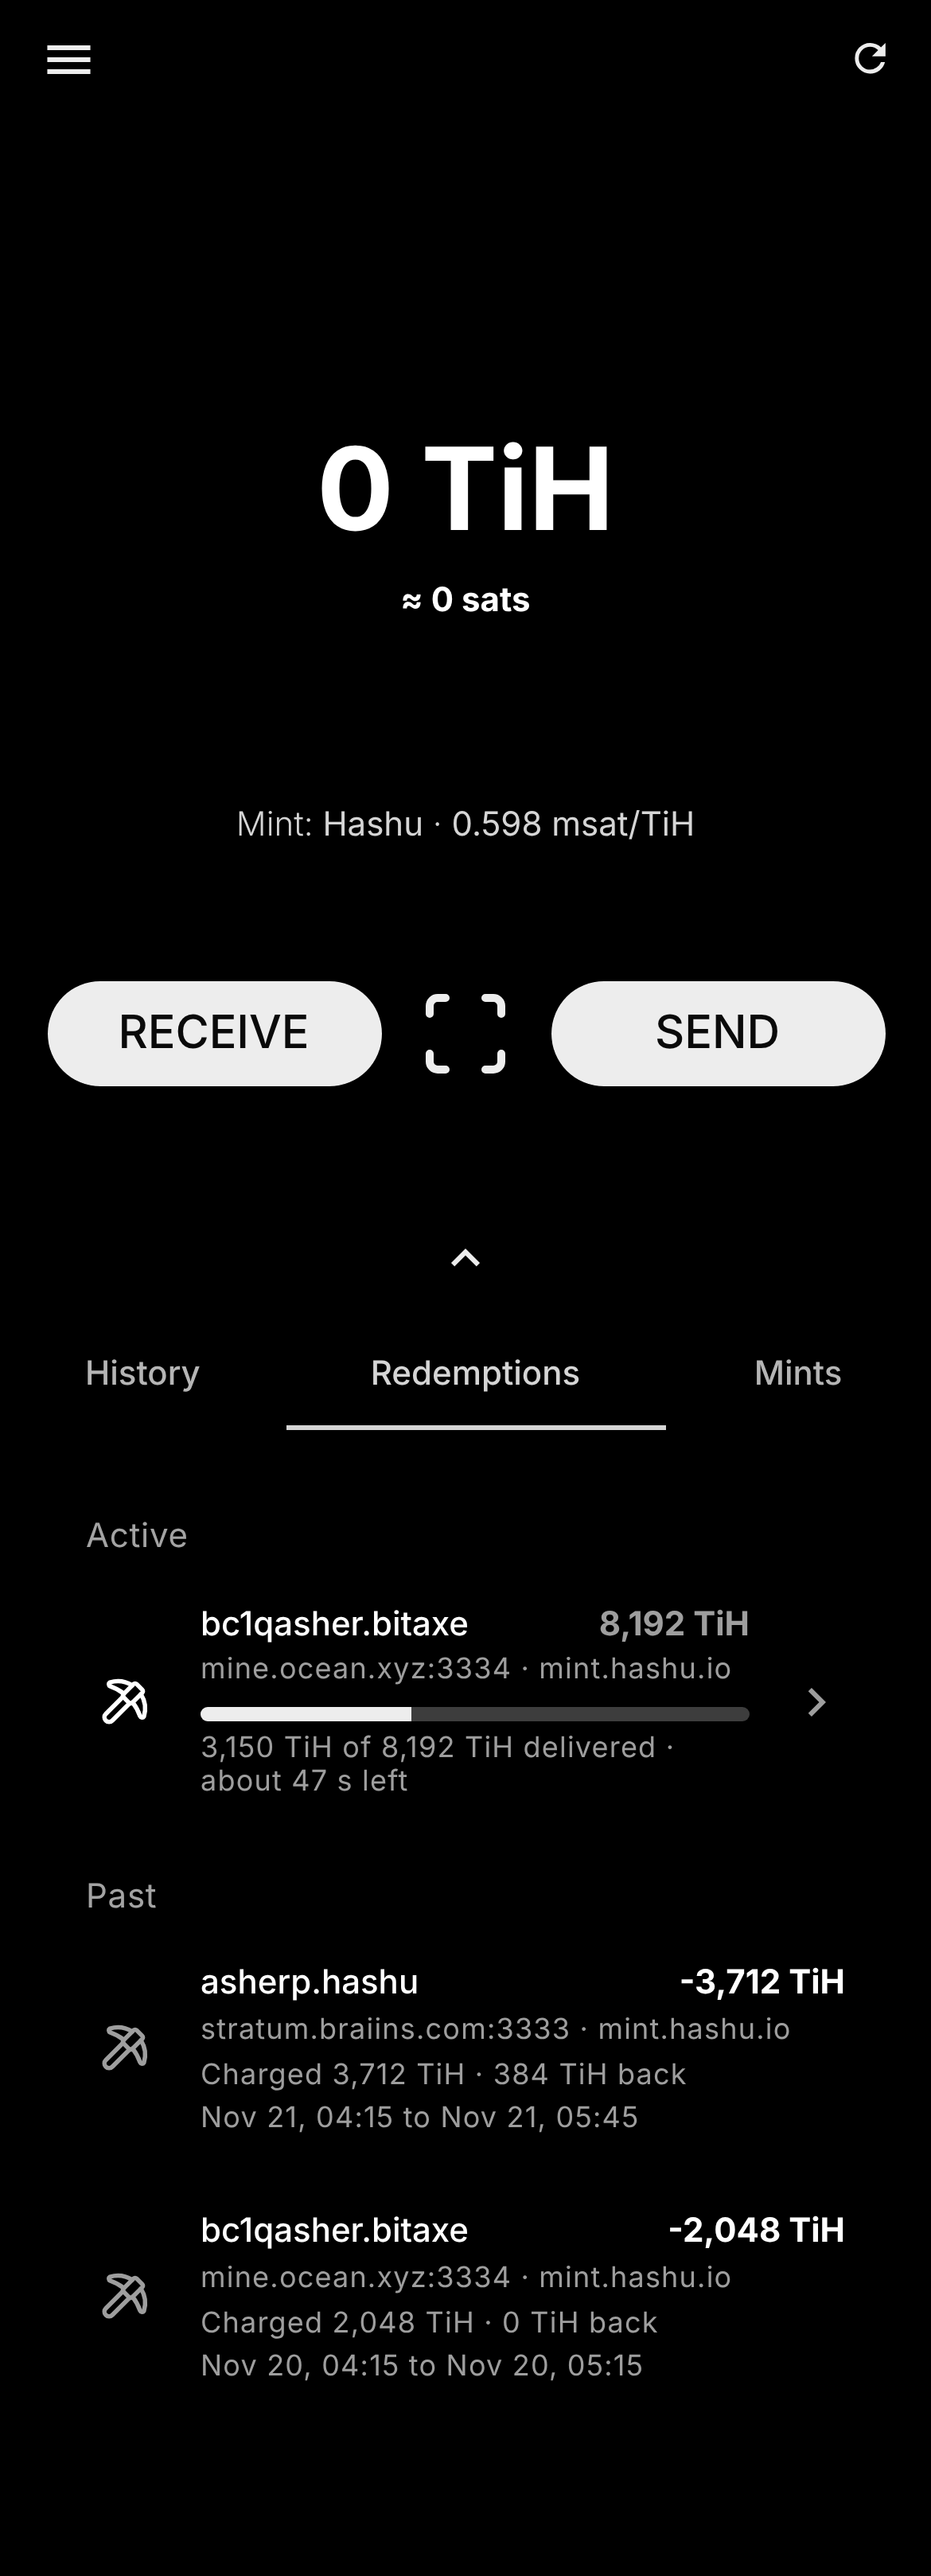 0 TiH
≈ 0 sats
Mint: Hashu · 0.598 msat/TiH
RECEIVE
SEND
History
Redemptions
Mints
Active
bc1qasher.bitaxe 8,192 TiH
mine.ocean.xyz:3334 · mint.hashu.io
3,150 TiH of 8,192 TiH delivered ·
about 47 s left
Past
asherp.hashu -3,712 TiH
stratum.braiins.com:3333 · mint.hashu.io
Charged 3,712 TiH · 384 TiH back
Nov 21, 04:15 to Nov 21, 05:45
bc1qasher.bitaxe -2,048 TiH
mine.ocean.xyz:3334 · mint.hashu.io
Charged 2,048 TiH · 0 TiH back
Nov 20, 04:15 to Nov 20, 05:15